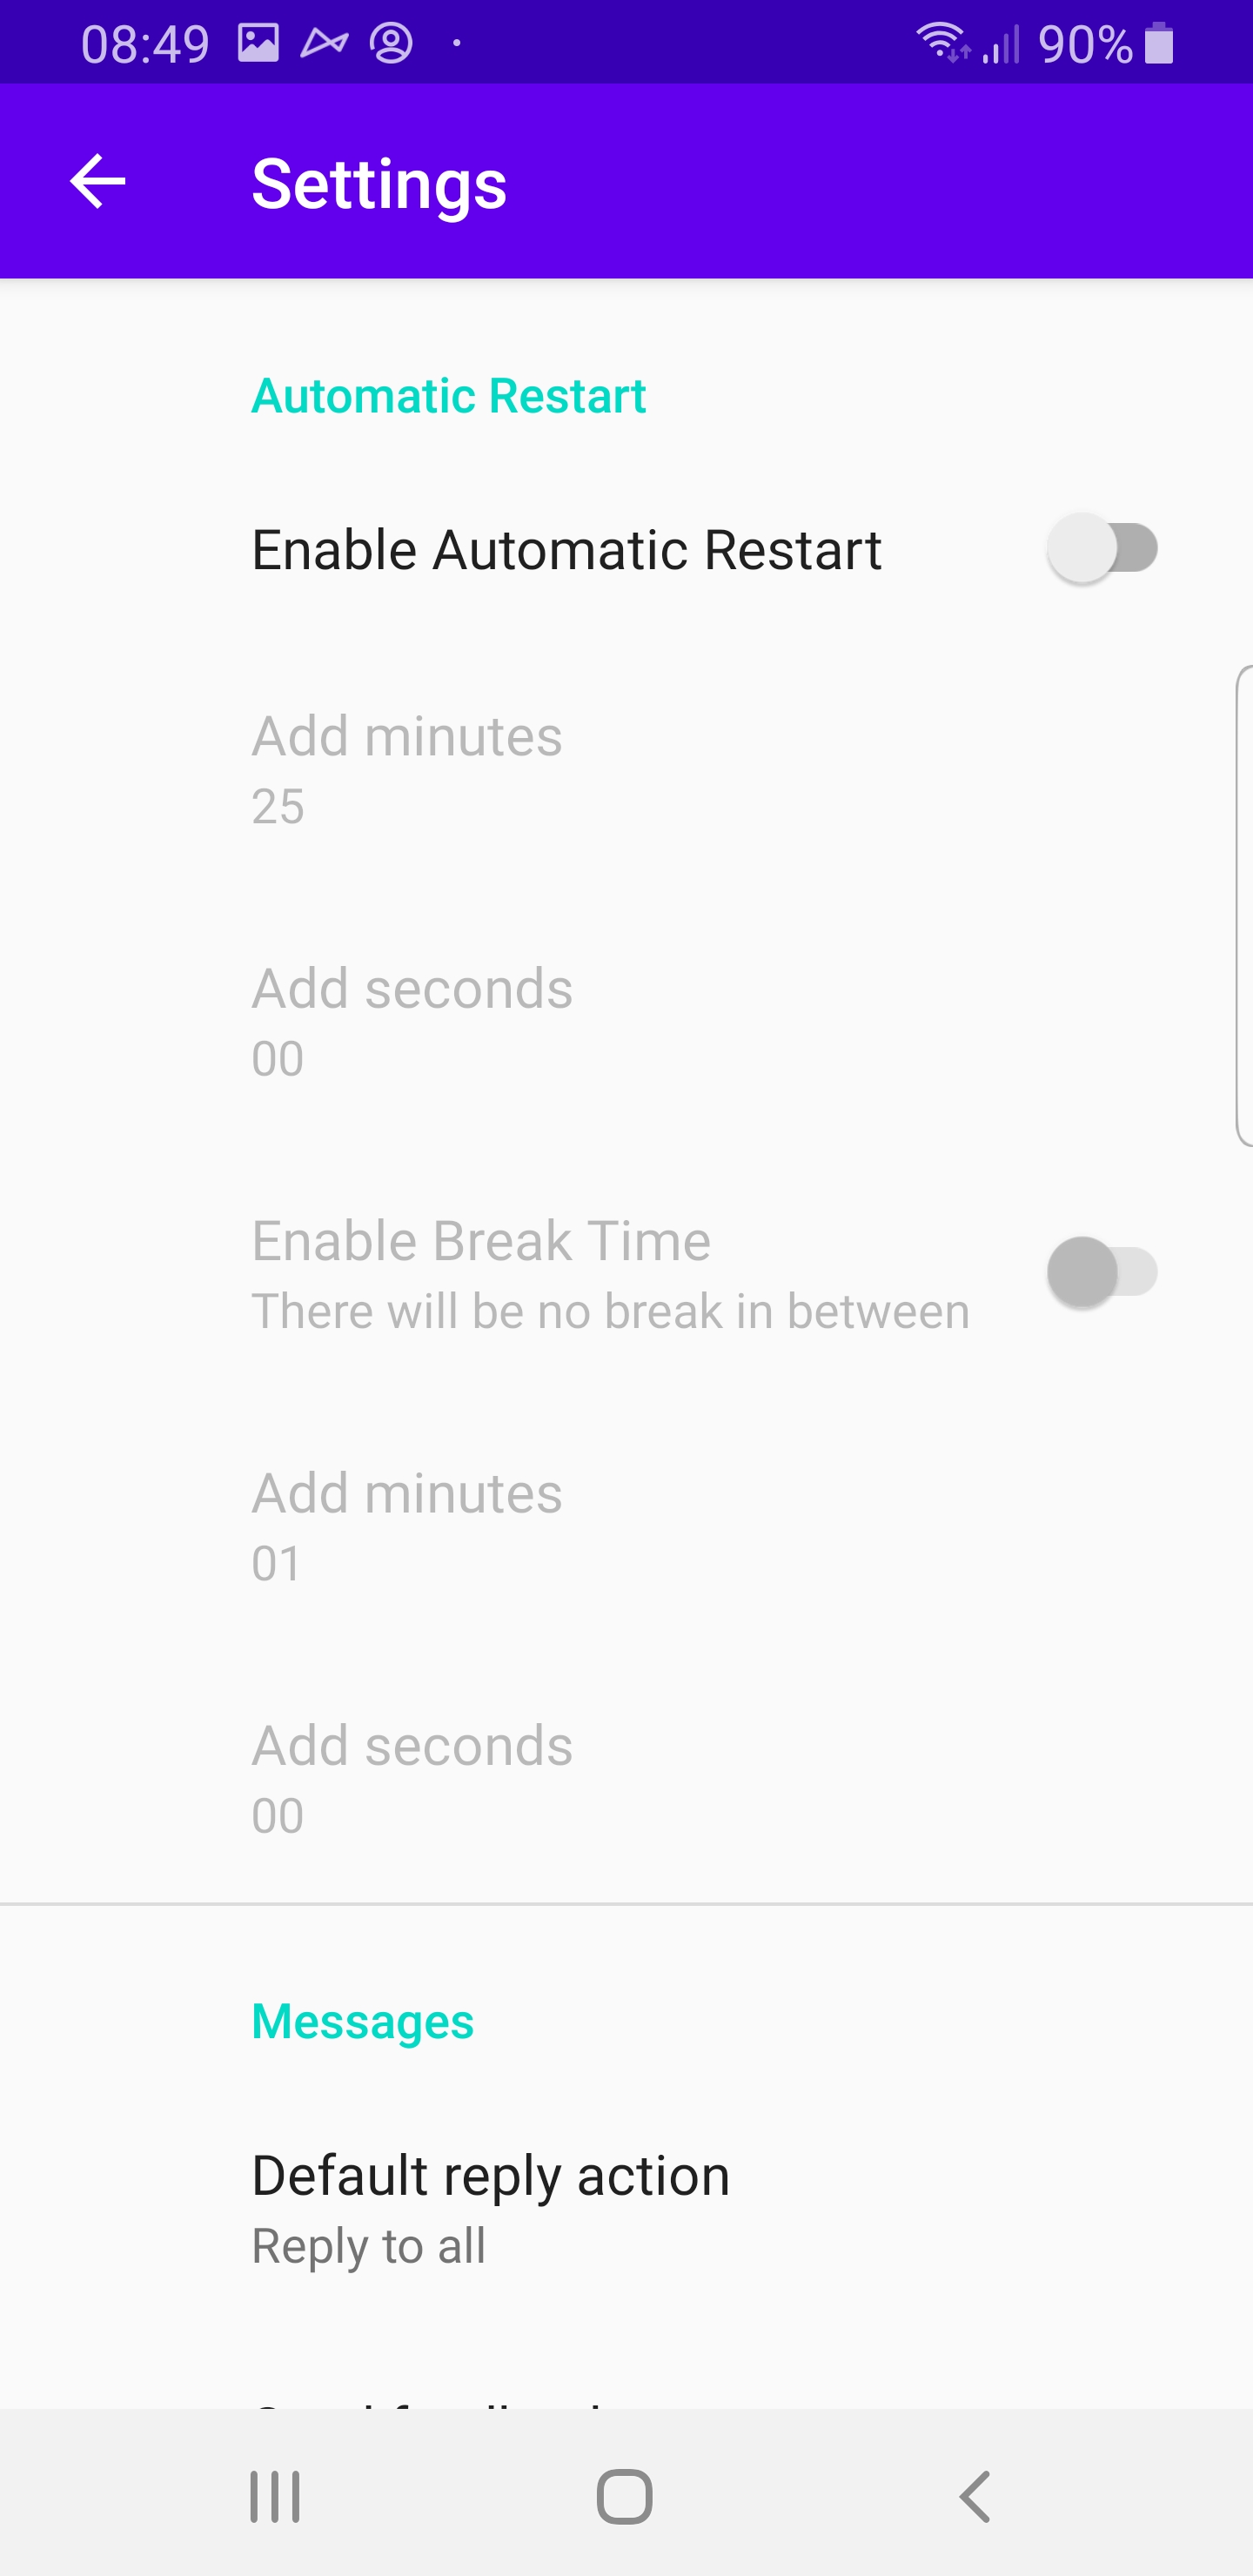 08:49
90%
Settings
Automatic Restart
Enable Automatic Restart
Add minutes
25
Add seconds
00
Enable Break Time
There will be no break in between
Add minutes
01
Add seconds
00
Messages
Default reply action
Reply to all